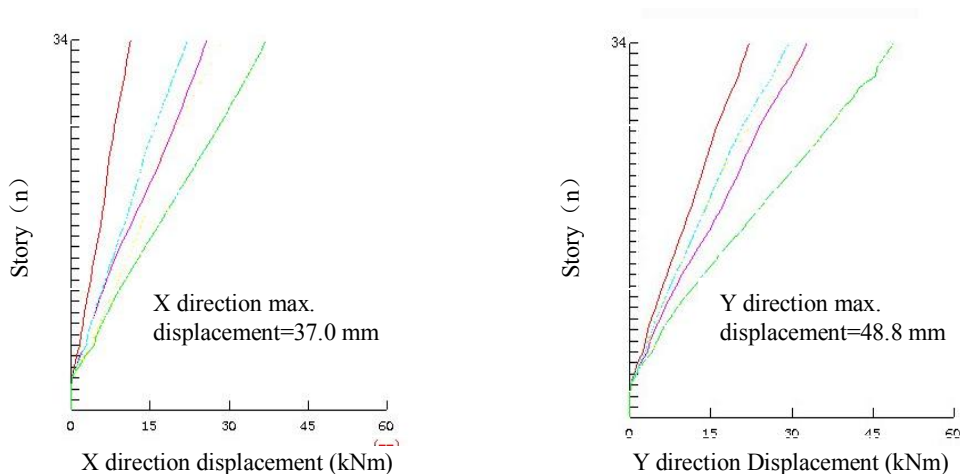 34
Story (n)
X direction max.
displacement=37.0 mm
0 15 30 45 60
X direction displacement (kNm)
34
Story (n)
Y direction max.
displacement=48.8 mm
0 15 30 45 60
Y direction Displacement (kNm)